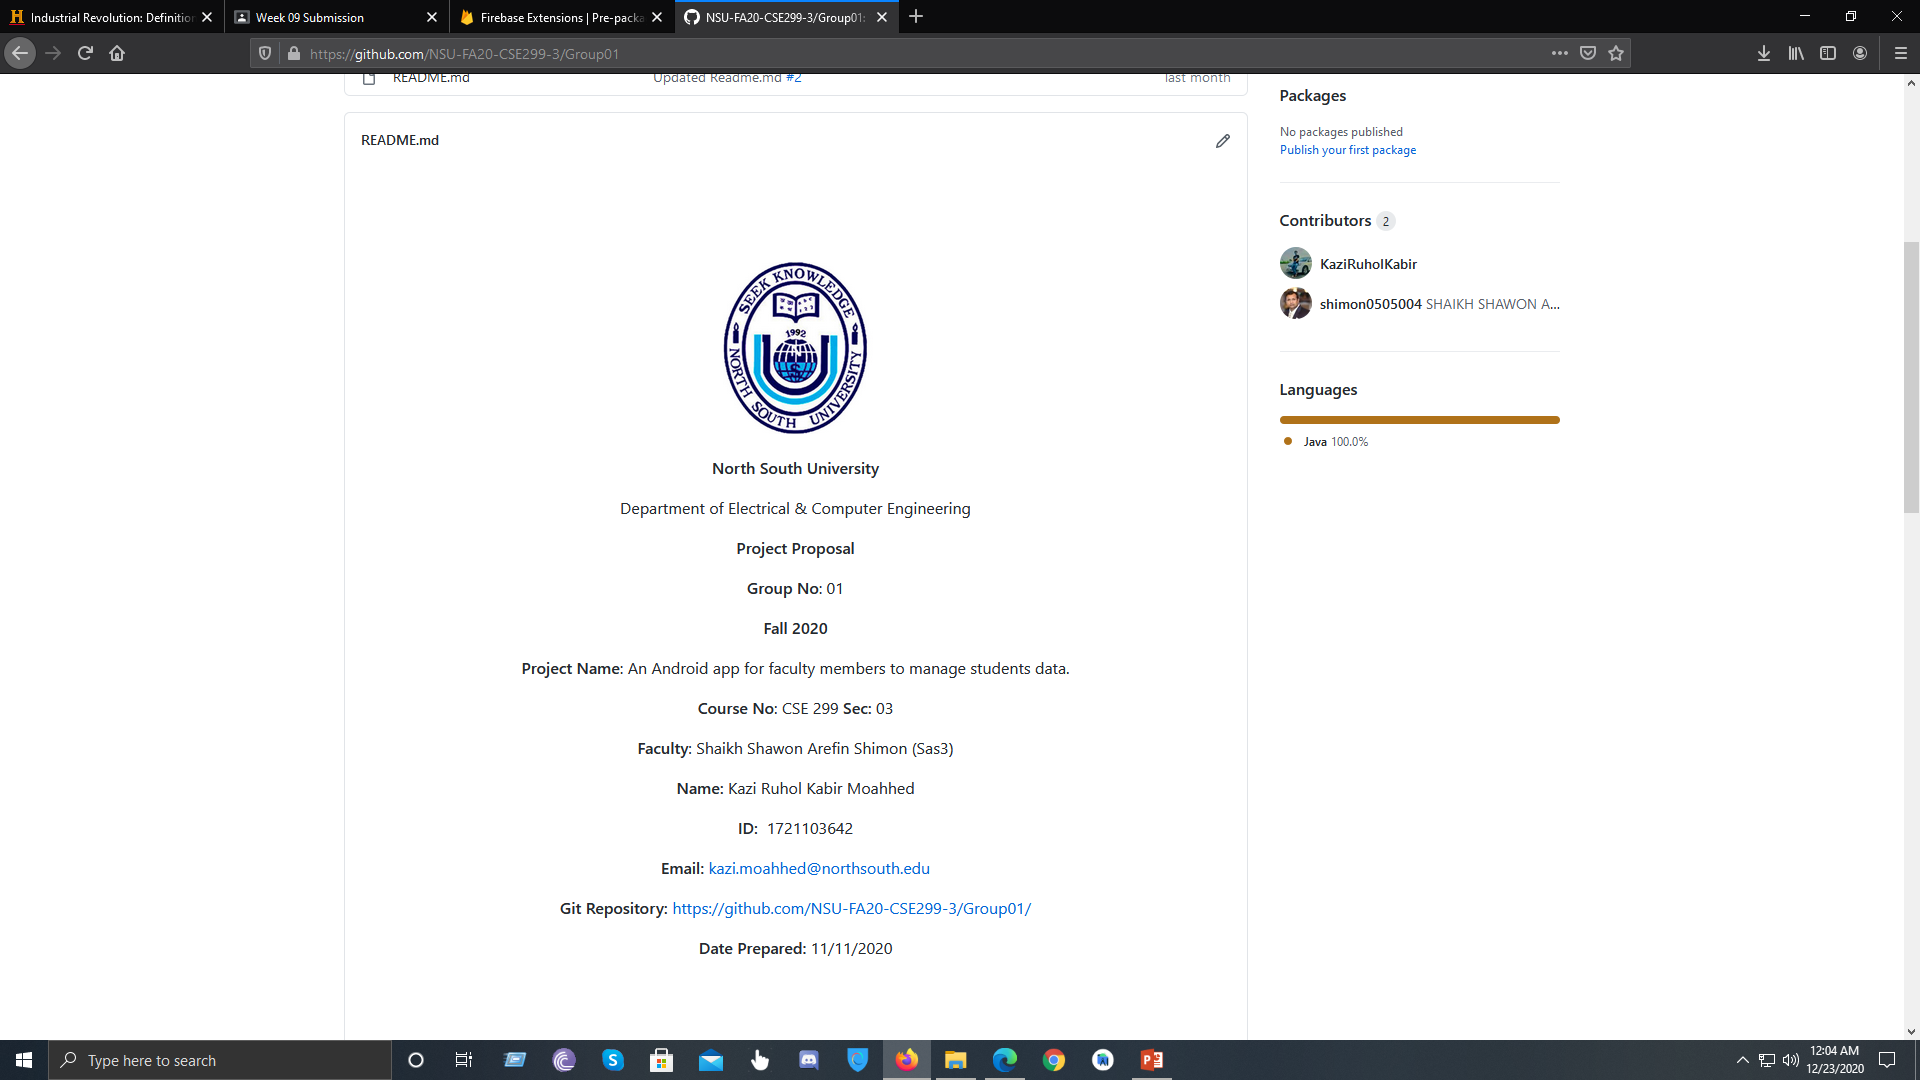 Industrial Revolution: Definition
Week 09 Submission
Firebase Extensions | Pre-packa
NSU-FA20-CSE299-3/Group01:
https://github.com/NSU-FA20-CSE299-3/Group01
README.md Updated Readme.md #2 last month
README.md
SEEK KNOWLEDGE
1992
NORTH SOUTH UNIVERSITY
North South University
Department of Electrical & Computer Engineering
Project Proposal
Group No: 01
Fall 2020
Project Name: An Android app for faculty members to manage students data.
Course No: CSE 299 Sec: 03
Faculty: Shaikh Shawon Arefin Shimon (Sas3)
Name: Kazi Ruhol Kabir Moahhed
ID: 1721103642
Email: kazi.moahhed@northsouth.edu
Git Repository: https://github.com/NSU-FA20-CSE299-3/Group01/
Date Prepared: 11/11/2020
Packages
No packages published
Publish your first package
Contributors 2
KaziRuholKabir
shimon0505004 SHAIKH SHAWON A...
Languages
Java 100.0%
Type here to search
12:04 AM
12/23/2020